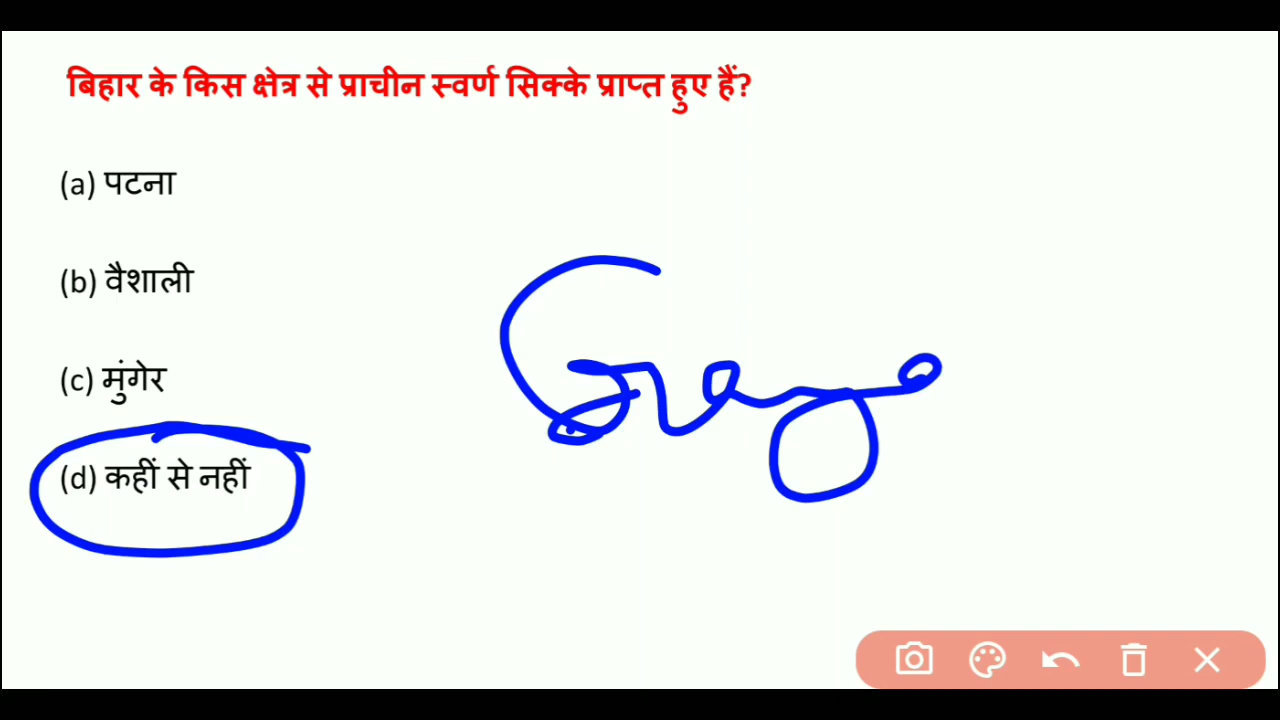 बिहार के किस क्षेत्र से प्राचीन स्वर्ण सिक्के प्राप्त हुए हैं?
(a) पटना
(b) वैशाली
(c) मुंगेर
(d) कहीं से नहीं